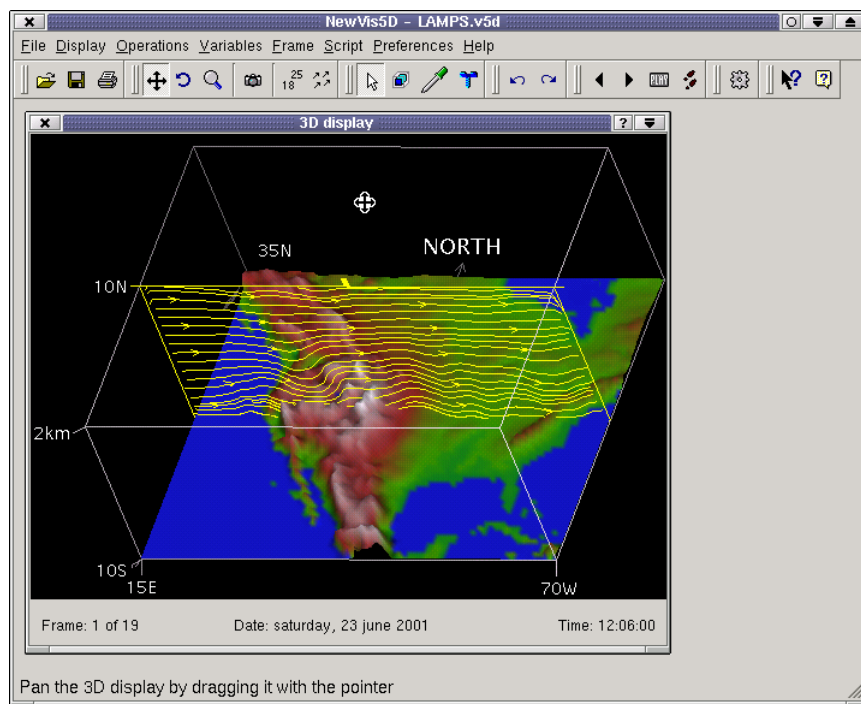 NewVis5D - LAMPS.v5d
File Display Operations Variables Frame Script Preferences Help
18 25
PLAY
3D display
35N
NORTH
10N
2km
10S
15E
70W
Frame: 1 of 19
Date: saturday, 23 june 2001
Time: 12:06:00
Pan the 3D display by dragging it with the pointer